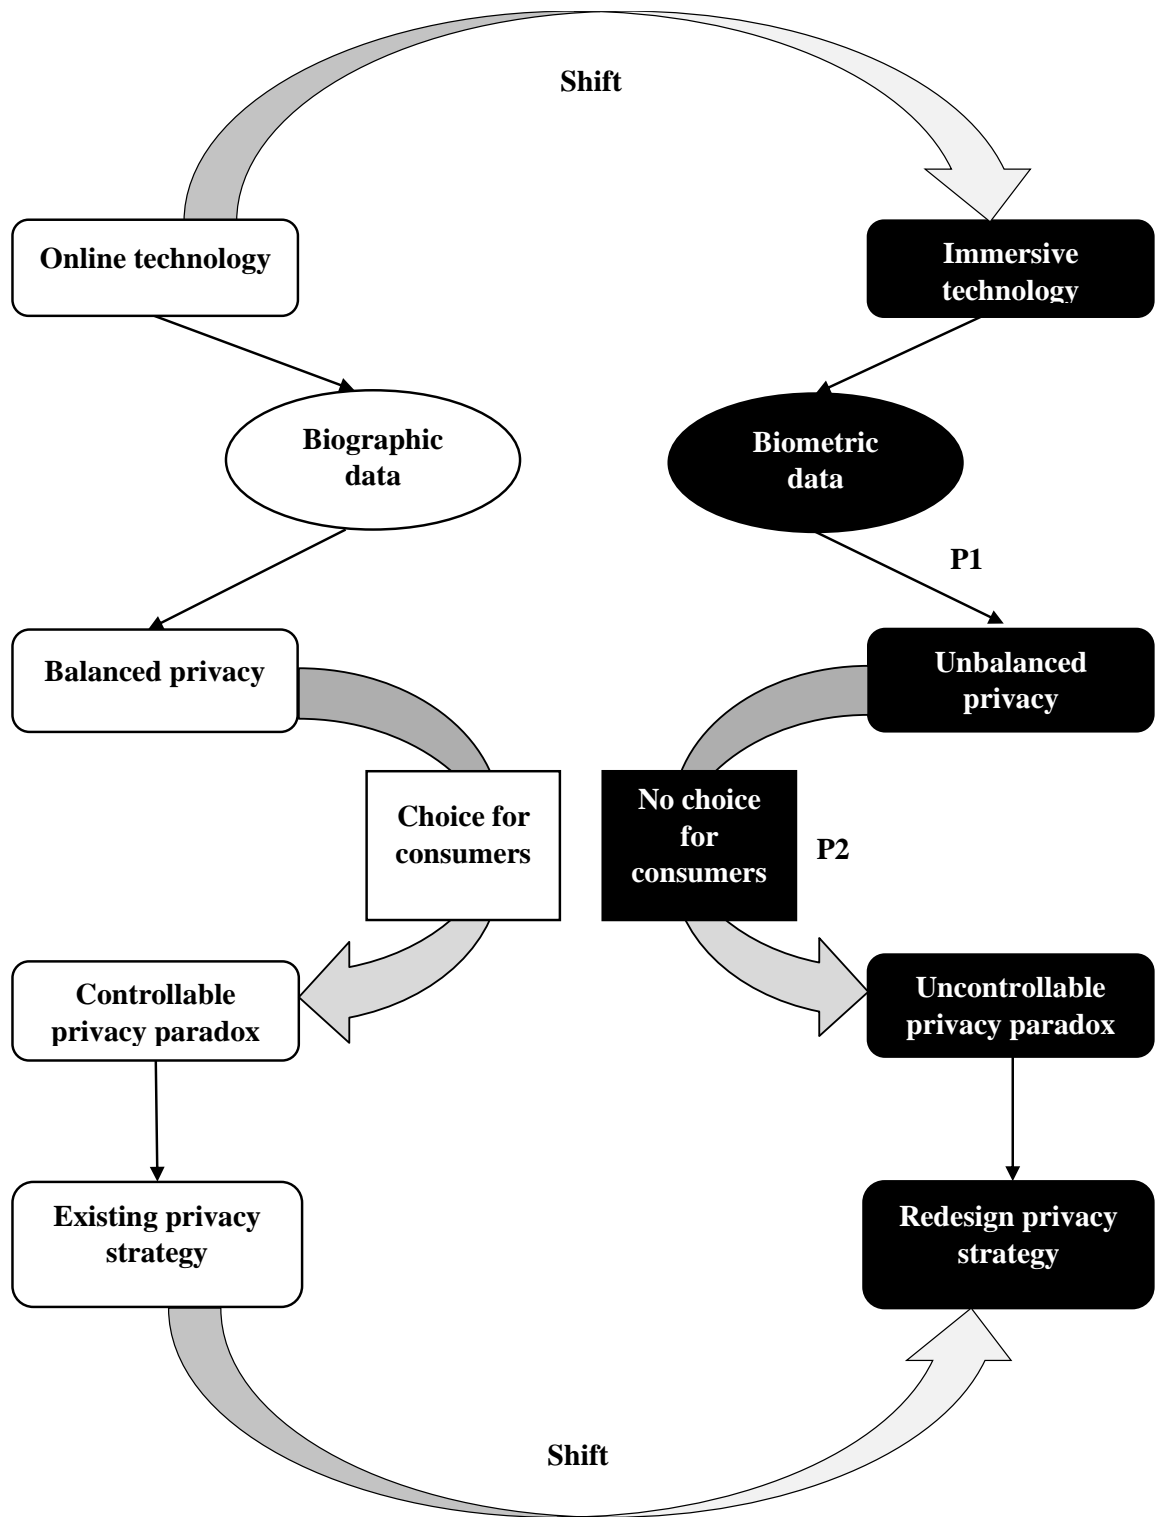 Shift
Online technology
Immersive
technology
Biographic
data
Biometric
data
P1
Balanced privacy
Unbalanced
privacy
Choice for
consumers
No choice
for
consumers
P2
Controllable
privacy paradox
Uncontrollable
privacy paradox
Existing privacy
strategy
Redesign privacy
strategy
Shift